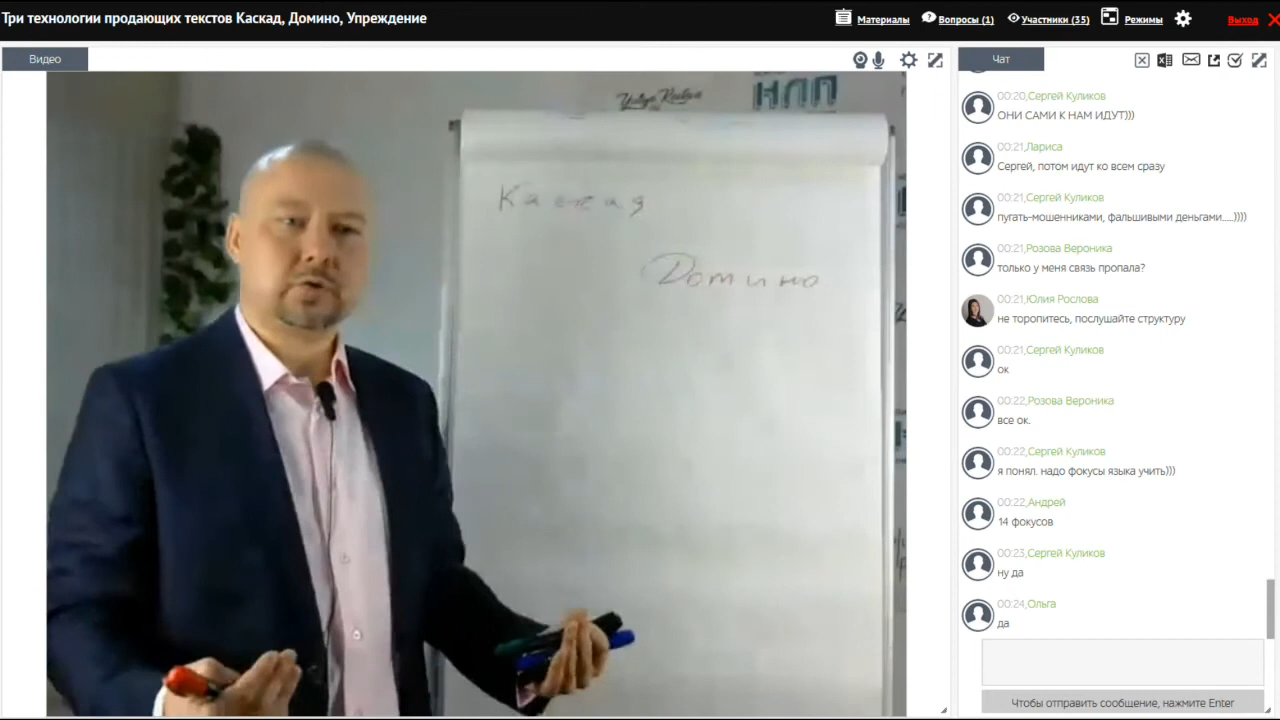 Три технологии продающих текстов Каскад, Домино, Упреждение
Материалы
Вопросы (1)
Участники (35)
Режимы
Выход
Видео
НЛП
Каскад
Домино
Чат
00:20,Сергей Куликов
ОНИ САМИ К НАМ ИДУТ)))
00:21,Лариса
Сергей, потом идут ко всем сразу
00:21,Сергей Куликов
пугать-мошенниками, фальшивыми деньгами.....))))
00:21,Розова Вероника
только у меня связь пропала?
00:21,Юлия Рослова
не торопитесь, послушайте структуру
00:21,Сергей Куликов
ок
00:22,Розова Вероника
все ок.
00:22,Сергей Куликов
я понял. надо фокусы языка учить)))
00:22,Андрей
14 фокусов
00:23,Сергей Куликов
ну да
00:24,Ольга
да
Чтобы отправить сообщение, нажмите Enter